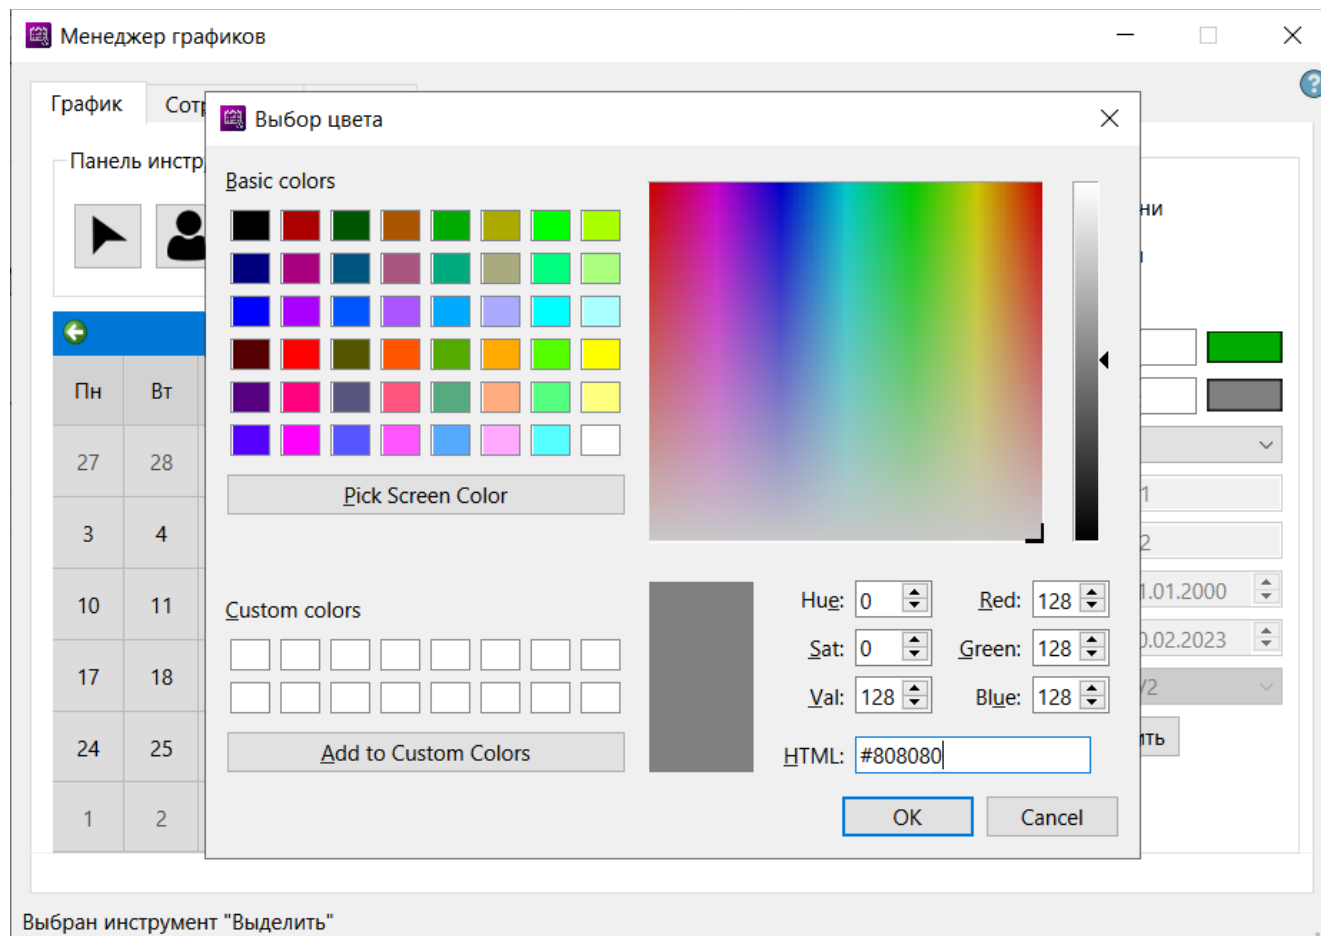 Менеджер графиков
График
Выбор цвета
Панель
Basic colors
Pick Screen Color
Пн Вт
27 28
3 4
10 11
17 18
24 25
1 2
Custom colors
Add to Custom Colors
Hue: 0 Red: 128
Sat: 0 Green: 128
Val: 128 Blue: 128
HTML: #808080
OK Cancel
Выбран инструмент "Выделить"